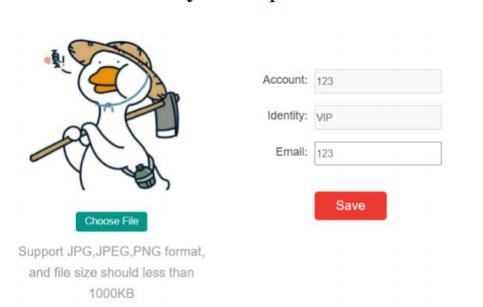 Account: 123
Identity: VIP
Email: 123
Save
Choose File
Support JPG,JPEG,PNG format,
and file size should less than
1000KB